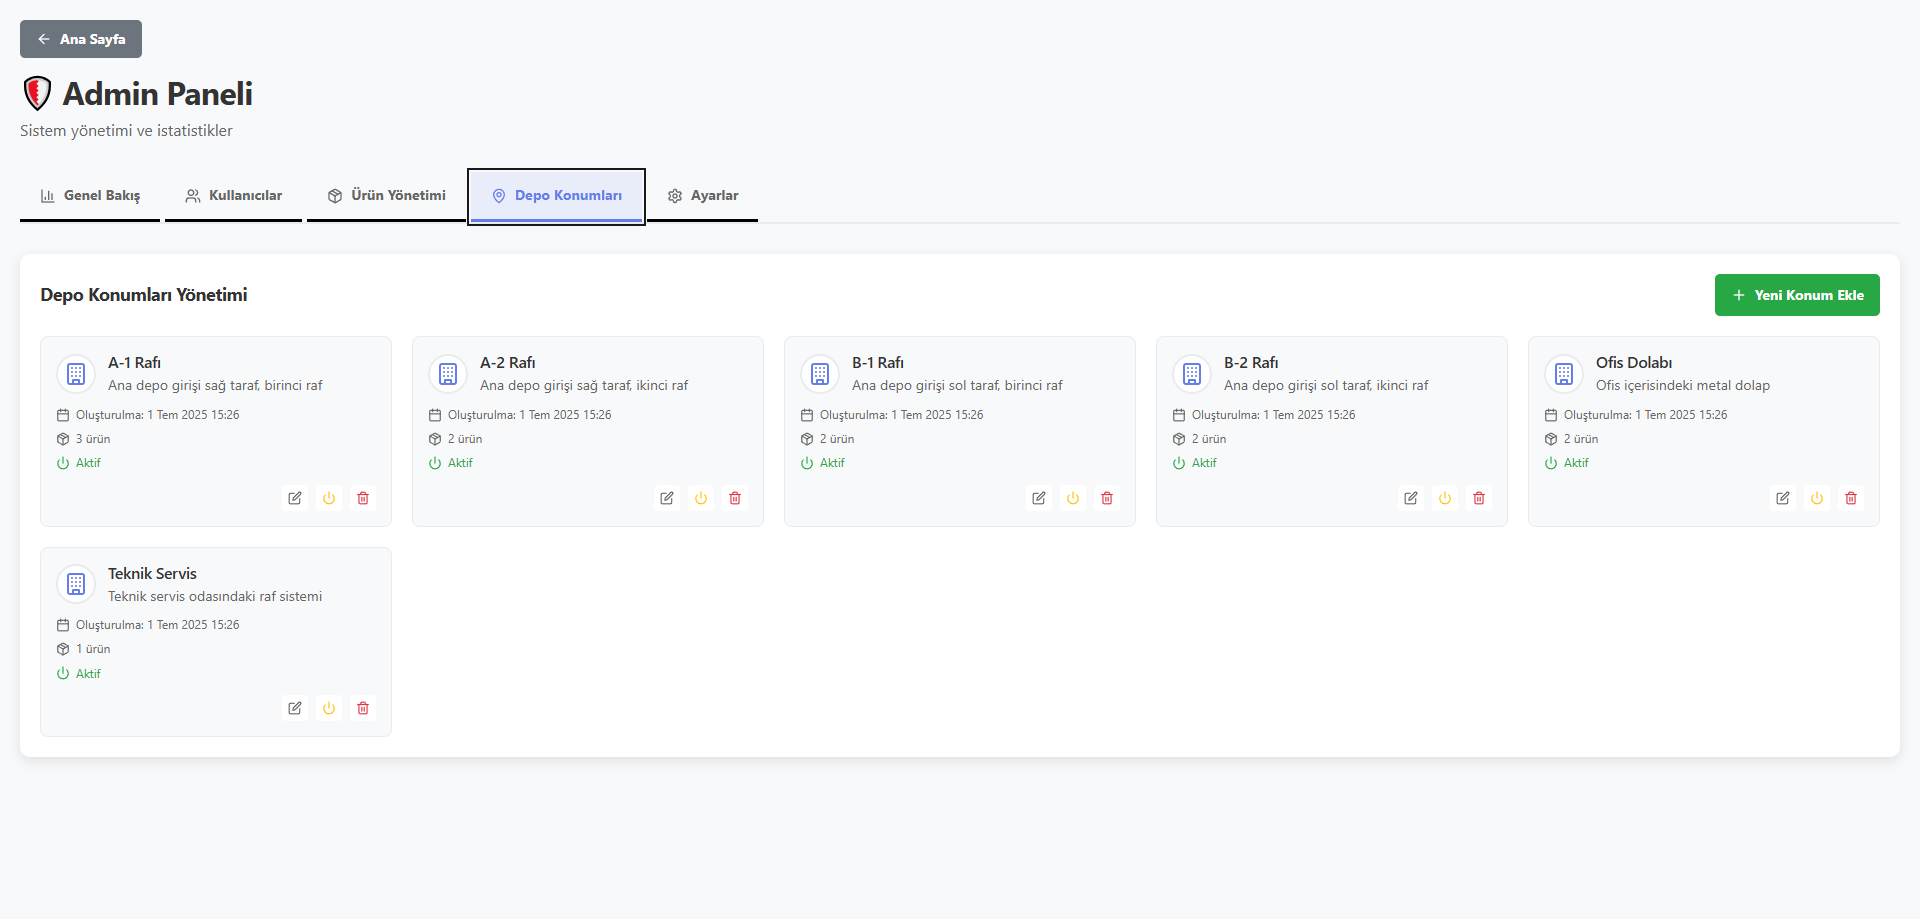 Ana Sayfa
Admin Paneli
Sistem yönetimi ve istatistikler
Genel Bakış
Kullanıcılar
Ürün Yönetimi
Depo Konumları
Ayarlar
Depo Konumları Yönetimi
Yeni Konum Ekle
A-1 Rafı
Ana depo girişi sağ taraf, birinci raf
Oluşturulma: 1 Tem 2025 15:26
3 ürün
Aktif
A-2 Rafı
Ana depo girişi sağ taraf, ikinci raf
Oluşturulma: 1 Tem 2025 15:26
2 ürün
Aktif
B-1 Rafı
Ana depo girişi sol taraf, birinci raf
Oluşturulma: 1 Tem 2025 15:26
2 ürün
Aktif
B-2 Rafı
Ana depo girişi sol taraf, ikinci raf
Oluşturulma: 1 Tem 2025 15:26
2 ürün
Aktif
Ofis Dolabı
Ofis içerisindeki metal dolap
Oluşturulma: 1 Tem 2025 15:26
2 ürün
Aktif
Teknik Servis
Teknik servis odasındaki raf sistemi
Oluşturulma: 1 Tem 2025 15:26
1 ürün
Aktif